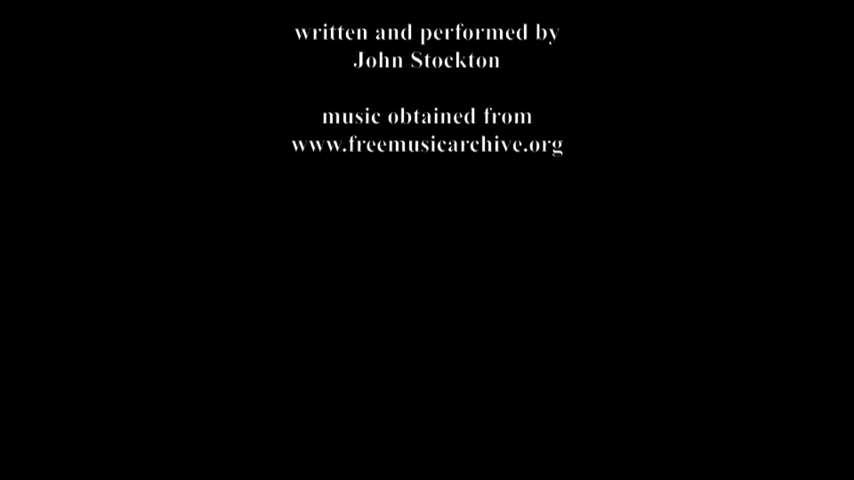 written and performed by
John Stockton
music obtained from
www.freemusicarchive.org